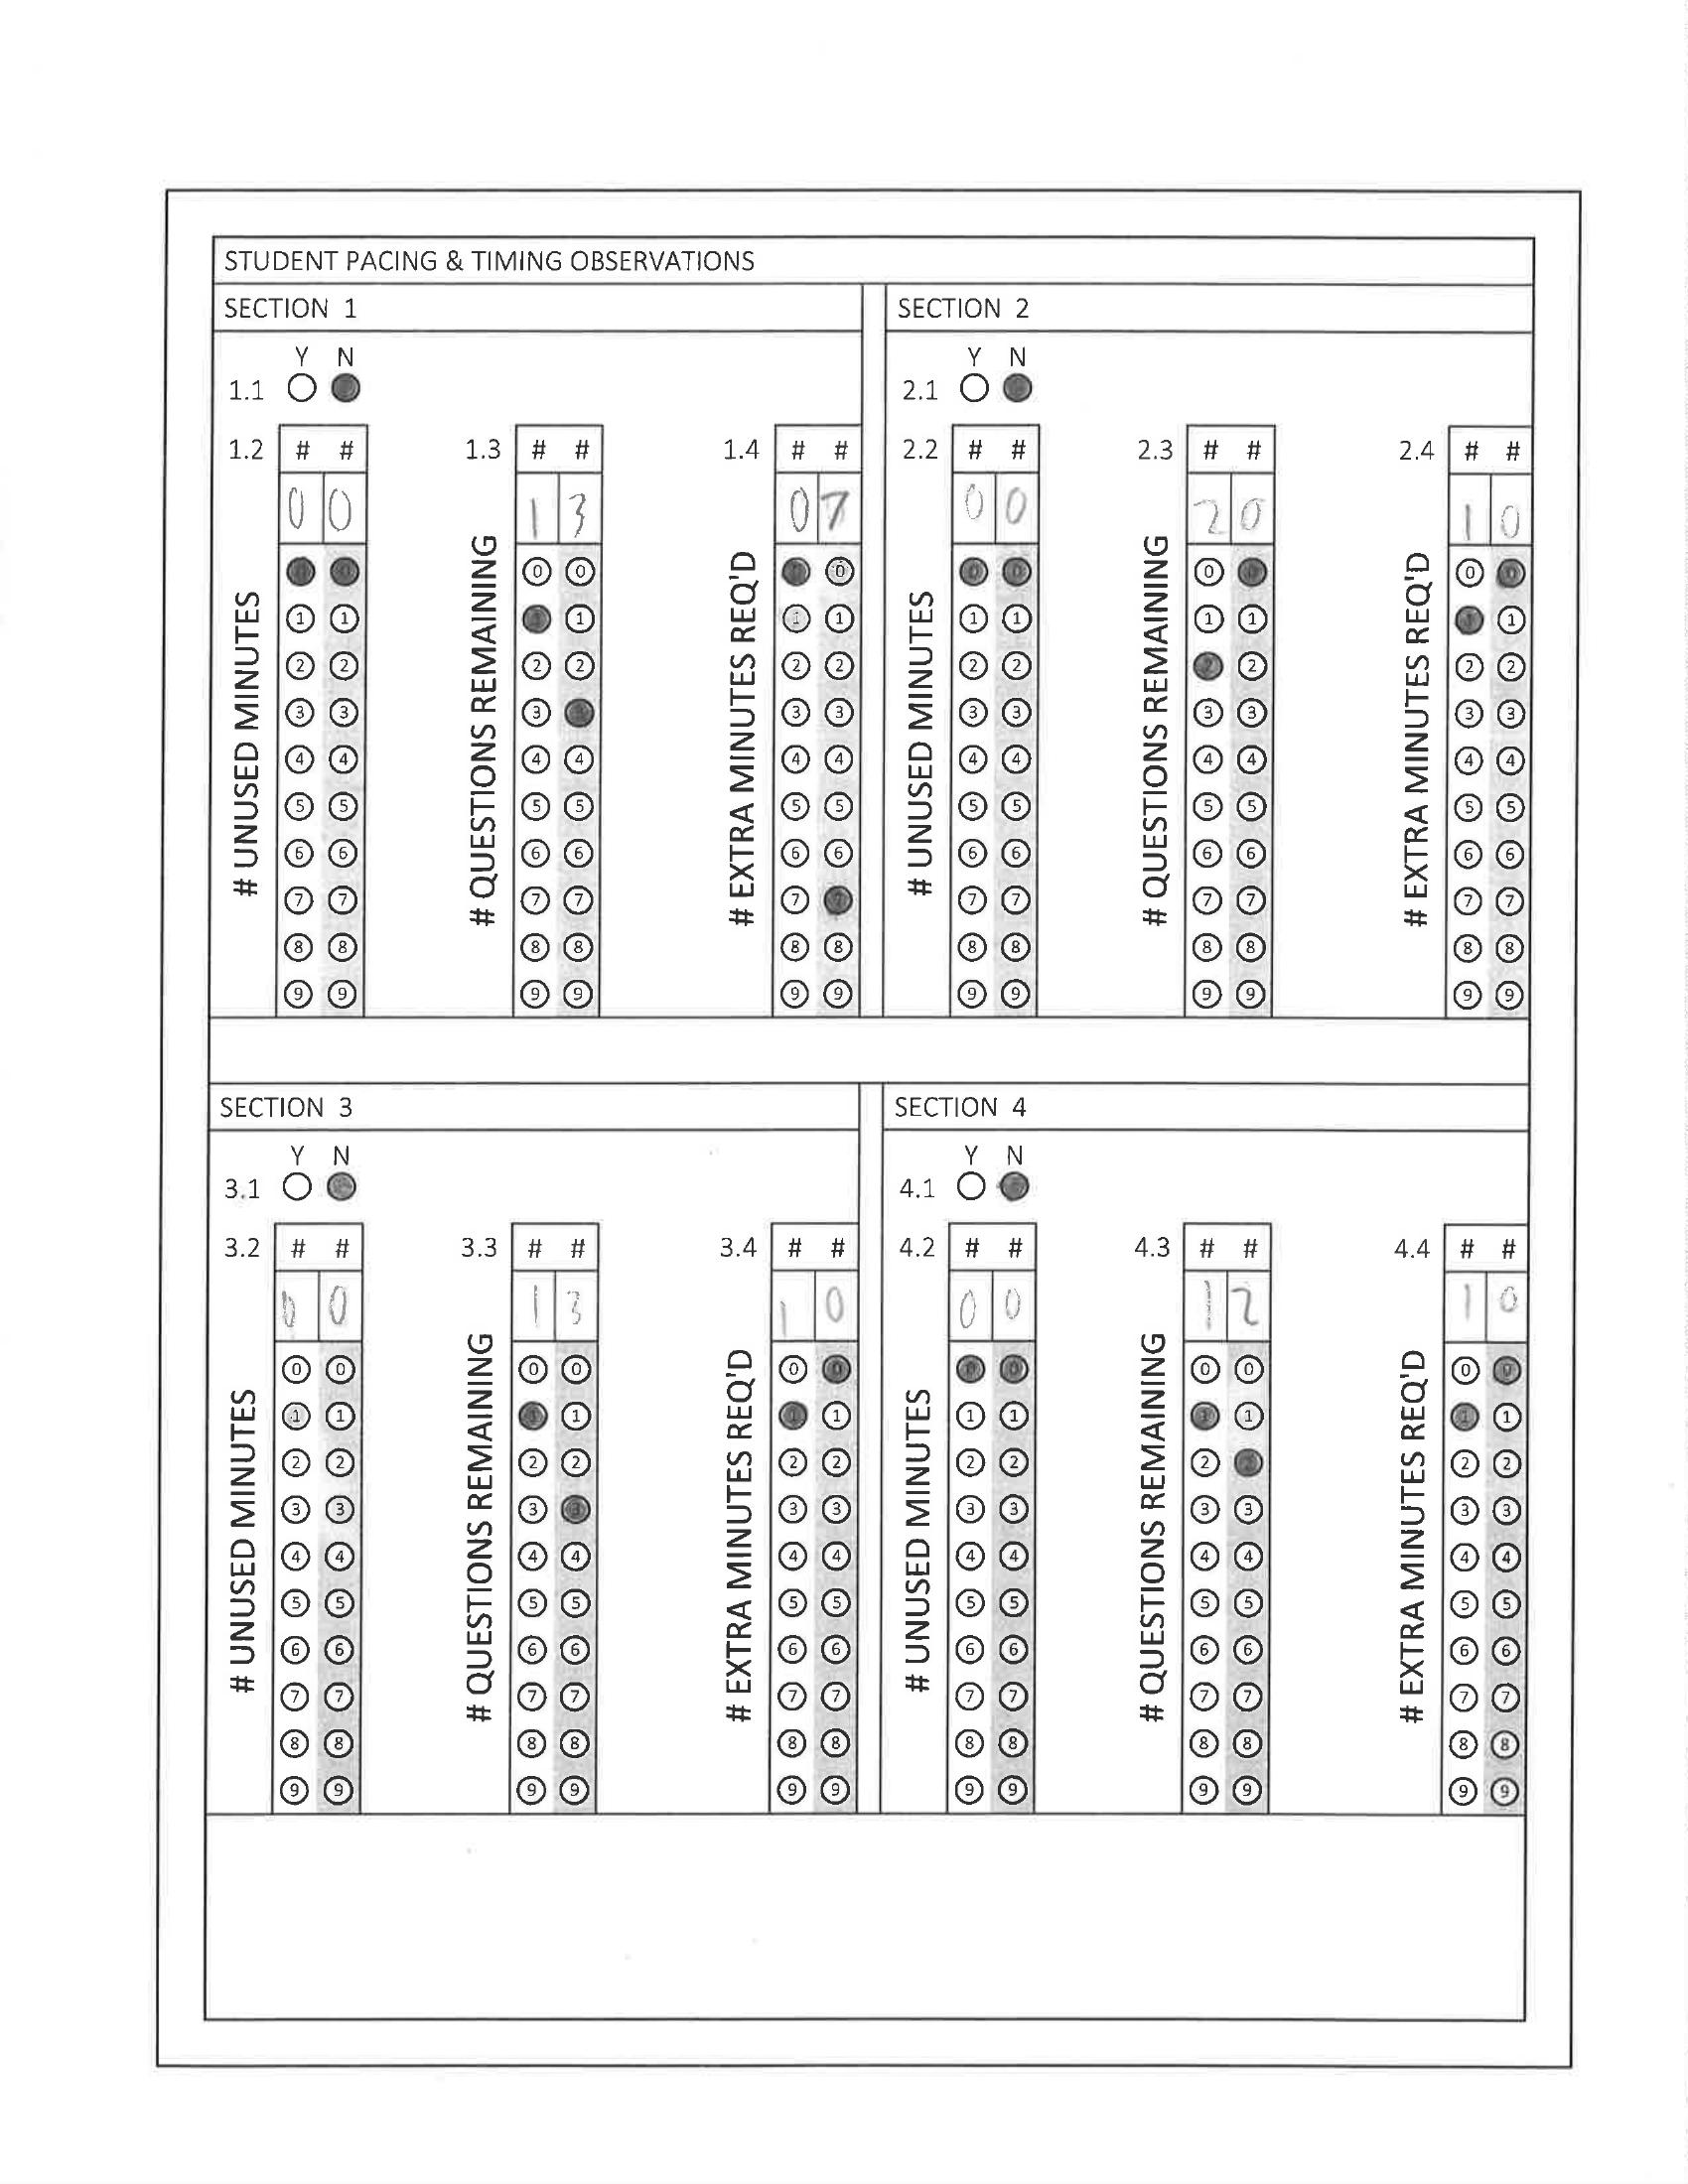 STUDENT PACING & TIMING OBSERVATIONS
SECTION 1
SECTION 2
Y N
1.1
Y N
2.1
1.2 # #
1.3 # #
1.4 # #
2.2 # #
2.3 # #
2.4 # #
0 0
1 3
0 7
0 0
2 0
1 0
# UNUSED MINUTES
# QUESTIONS REMAINING
# EXTRA MINUTES REQ'D
# UNUSED MINUTES
# QUESTIONS REMAINING
# EXTRA MINUTES REQ'D
0 0 0 0 0 0 0 0 0 0 0 0
1 1 1 1 1 1 1 1 1 1 1 1
2 2 2 2 2 2 2 2 2 2 2 2
3 3 3 3 3 3 3 3 3 3 3 3
4 4 4 4 4 4 4 4 4 4 4 4
5 5 5 5 5 5 5 5 5 5 5 5
6 6 6 6 6 6 6 6 6 6 6 6
7 7 7 7 7 7 7 7 7 7 7 7
8 8 8 8 8 8 8 8 8 8 8 8
9 9 9 9 9 9 9 9 9 9 9 9
SECTION 3
SECTION 4
Y N
3.1
Y N
4.1
3.2 # #
3.3 # #
3.4 # #
4.2 # #
4.3 # #
4.4 # #
0
1 3
1 0
0 0
1 2
1 0
# UNUSED MINUTES
# QUESTIONS REMAINING
# EXTRA MINUTES REQ'D
# UNUSED MINUTES
# QUESTIONS REMAINING
# EXTRA MINUTES REQ'D
0 0 0 0 0 0 0 0 0 0 0 0
1 1 1 1 1 1 1 1 1 1 1 1
2 2 2 2 2 2 2 2 2 2 2 2
3 3 3 3 3 3 3 3 3 3 3 3
4 4 4 4 4 4 4 4 4 4 4 4
5 5 5 5 5 5 5 5 5 5 5 5
6 6 6 6 6 6 6 6 6 6 6 6
7 7 7 7 7 7 7 7 7 7 7 7
8 8 8 8 8 8 8 8 8 8 8 8
9 9 9 9 9 9 9 9 9 9 9 9